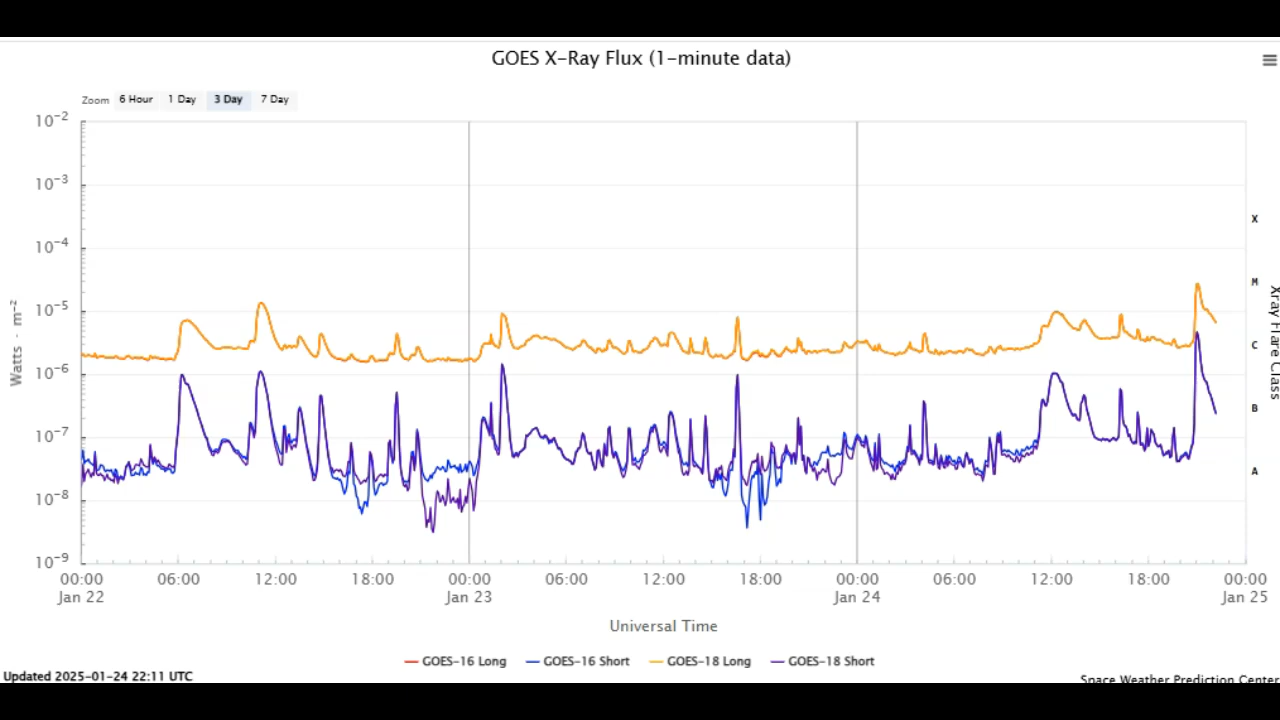 GOES X-Ray Flux (1-minute data)
Zoom 6 Hour 1 Day 3 Day 7 Day
10⁻²
10⁻³
10⁻⁴
10⁻⁵
10⁻⁶
10⁻⁷
10⁻⁸
10⁻⁹
Watts · m⁻²
X
M
C
B
A
Xray Flare Class
00:00 06:00 12:00 18:00 00:00 06:00 12:00 18:00 00:00 06:00 12:00 18:00 00:00
Jan 22 Jan 23 Jan 24 Jan 25
Universal Time
GOES-16 Long GOES-16 Short GOES-18 Long GOES-18 Short
Updated 2025-01-24 22:11 UTC
Space Weather Prediction Center